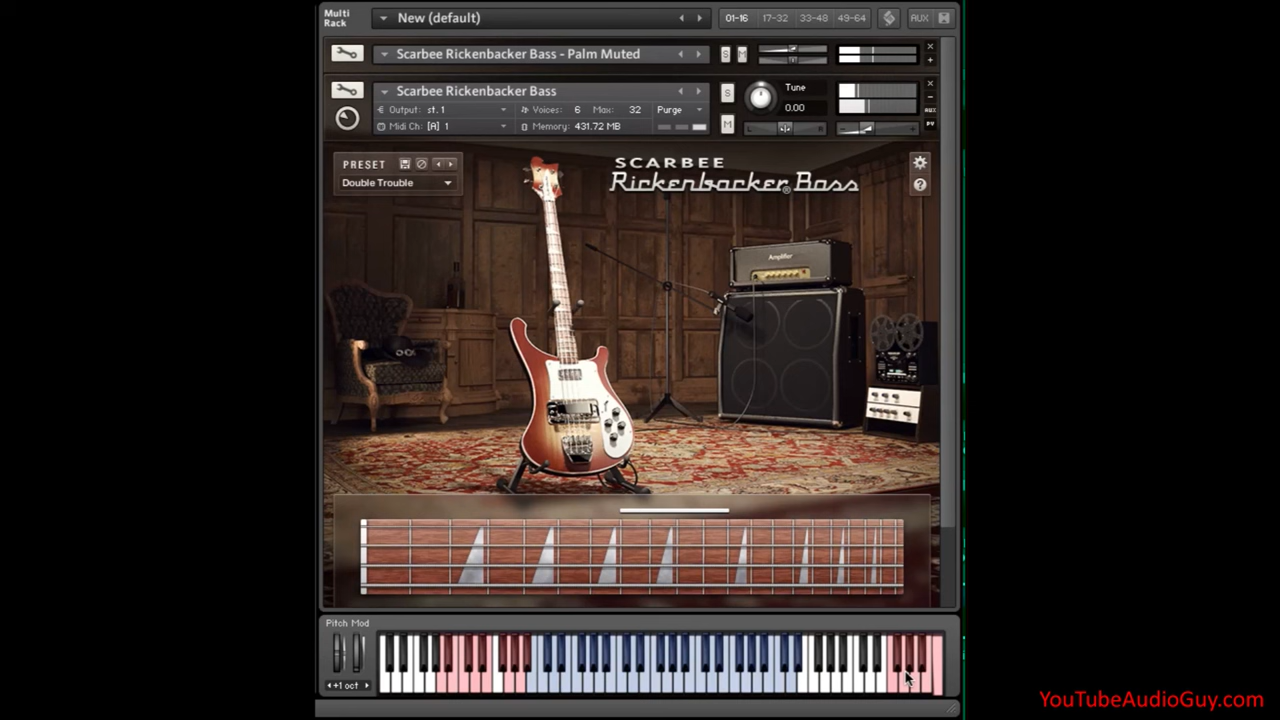 Multi
Rack
New (default)
01-16 17-32 33-48 49-64
AUX
Scarbee Rickenbacker Bass - Palm Muted
S M
Scarbee Rickenbacker Bass
S
Tune
0.00
Output: st. 1
Voices: 6 Max: 32
Purge
Midi Ch: [A] 1
Memory: 431.72 MB
M
L R
AUX
PV
PRESET
Double Trouble
SCARBEE
Rickenbacker® Bass
Amplifier
Pitch Mod
+1 oct
YouTubeAudioGuy.com